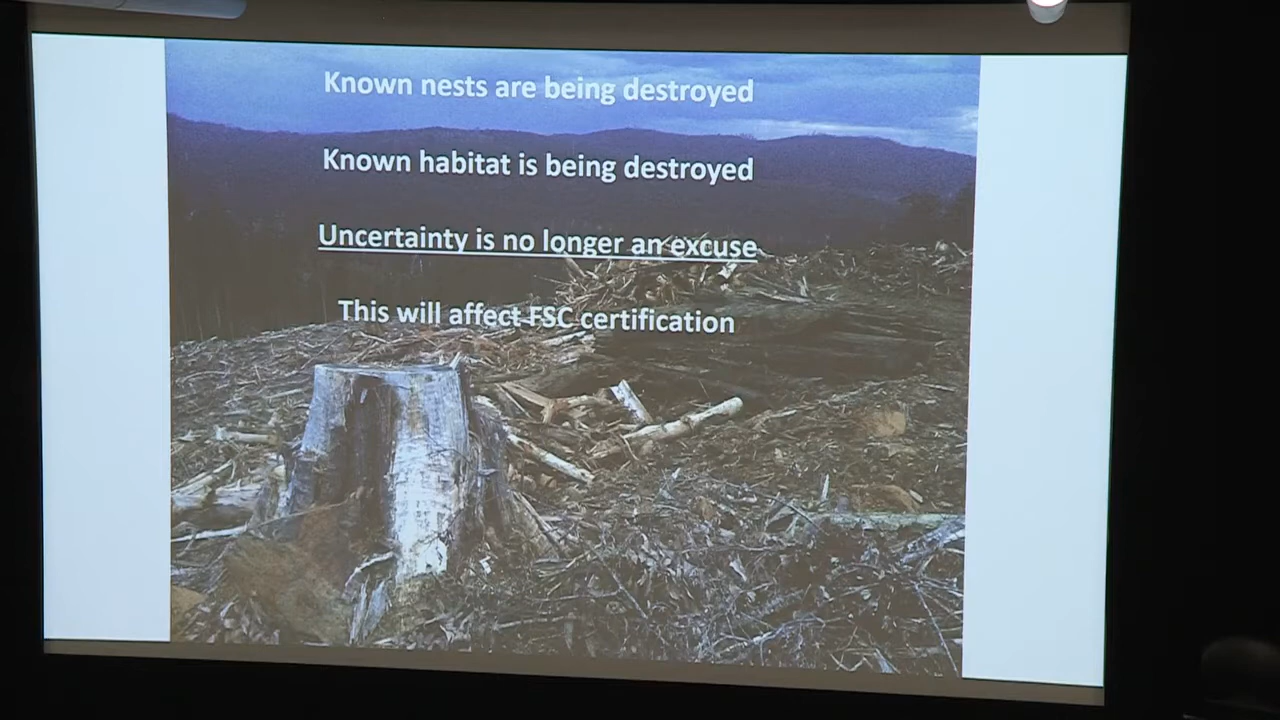 Known nests are being destroyed
Known habitat is being destroyed
Uncertainty is no longer an excuse
This will affect FSC certification